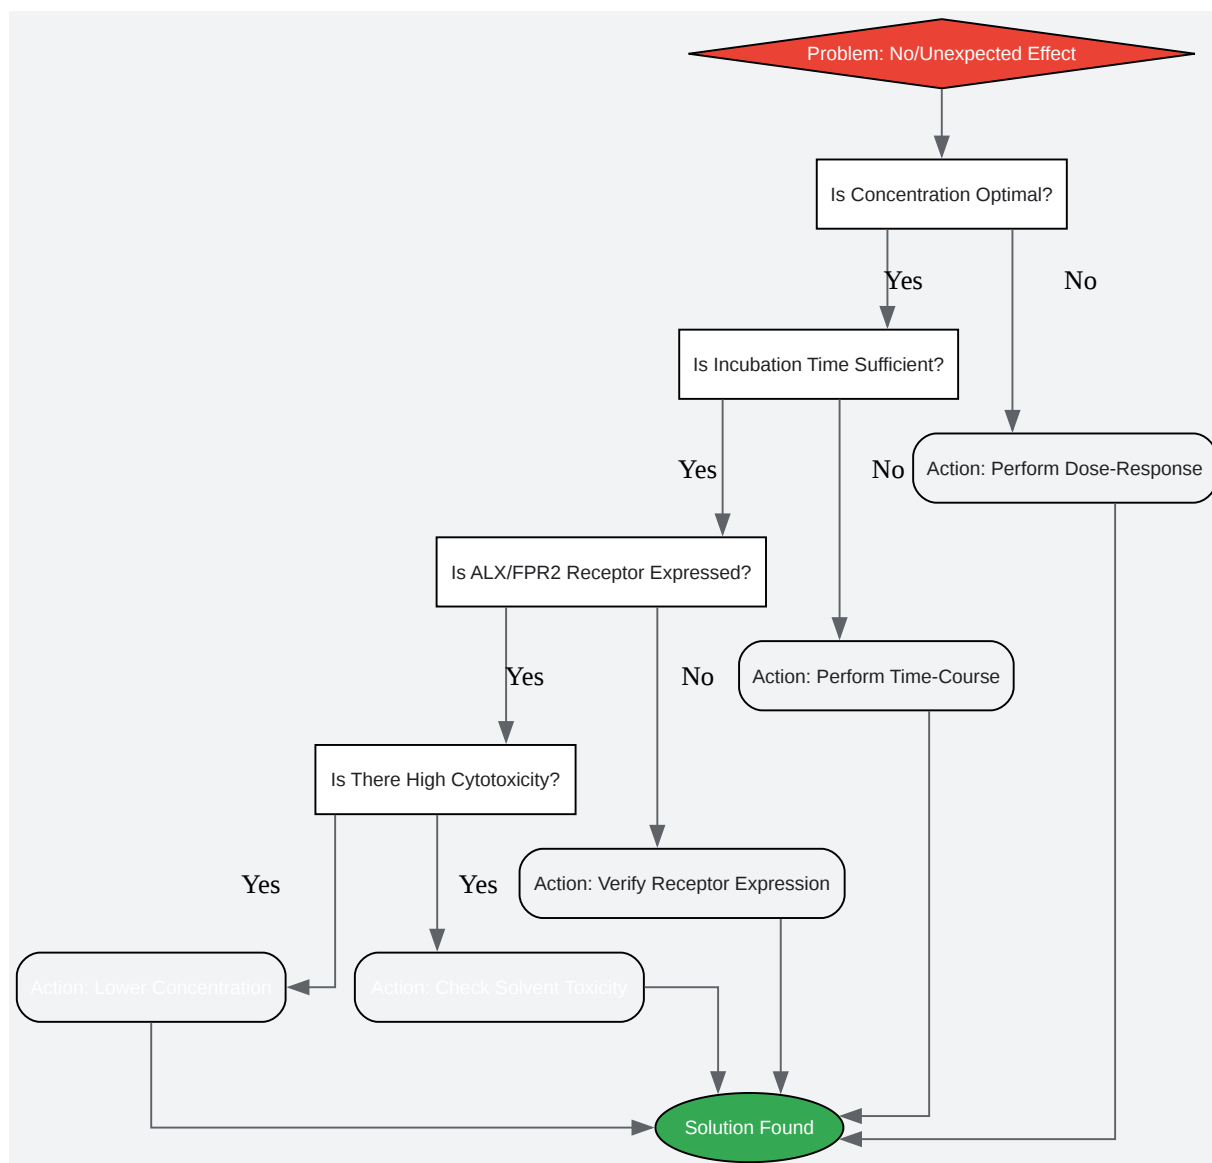 Problem: No/Unexpected Effect
Is Concentration Optimal?
Yes
No
Is Incubation Time Sufficient?
Yes
No
Action: Perform Dose-Response
Is ALX/FPR2 Receptor Expressed?
Yes
No
Action: Perform Time-Course
Is There High Cytotoxicity?
Yes
Yes
Action: Verify Receptor Expression
Action: Lower Concentration
Action: Check Solvent Toxicity
Solution Found